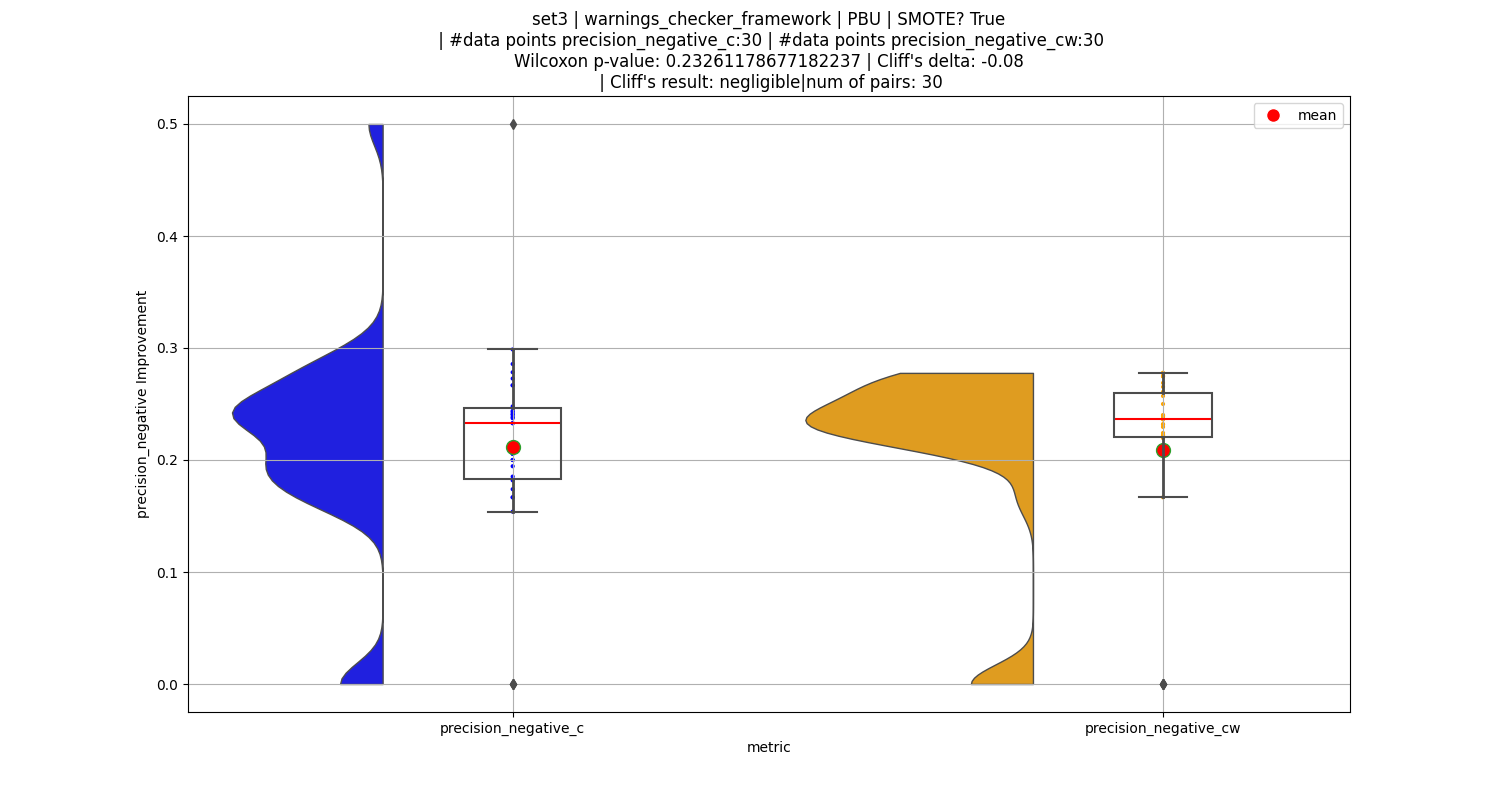 set3 | warnings_checker_framework | PBU | SMOTE? True
| #data points precision_negative_c:30 | #data points precision_negative_cw:30
Wilcoxon p-value: 0.23261178677182237 | Cliff's delta: -0.08
| Cliff's result: negligible|num of pairs: 30
mean
precision_negative Improvement
0.5
0.4
0.3
0.2
0.1
0.0
precision_negative_c
precision_negative_cw
metric